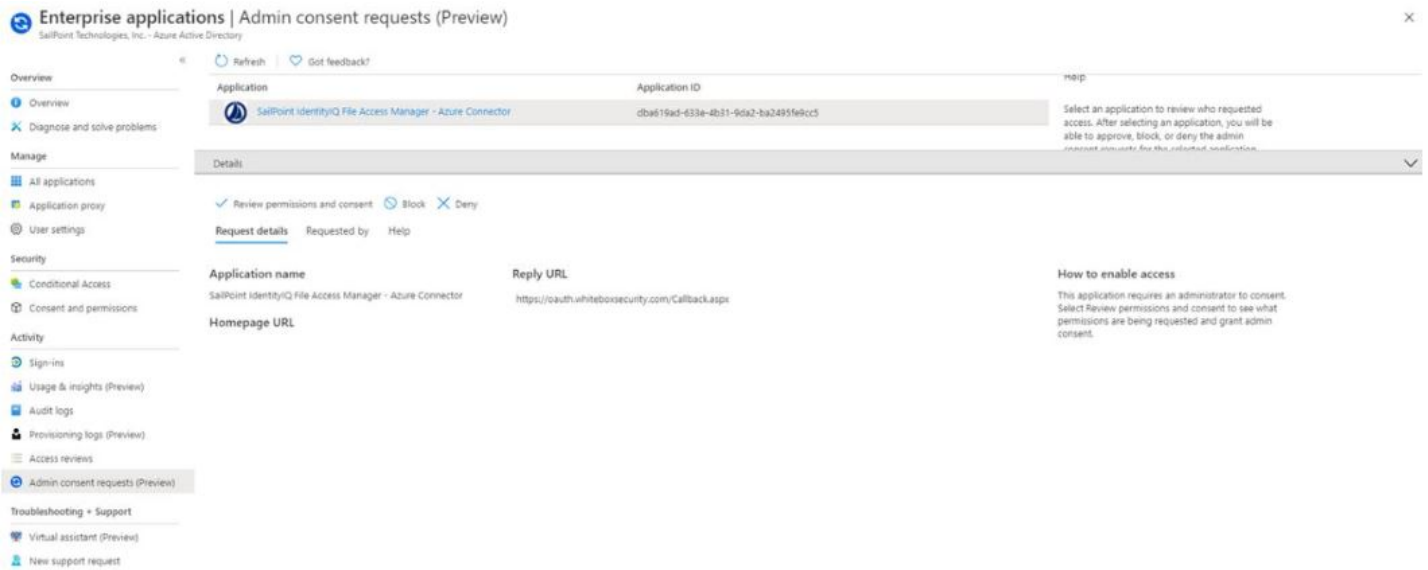 Enterprise applications | Admin consent requests (Preview)
SailPoint Technologies, Inc. - Azure Active Directory
Overview
Overview
Diagnose and solve problems
Manage
All applications
Application proxy
User settings
Security
Conditional Access
Consent and permissions
Activity
Sign-ins
Usage & insights (Preview)
Audit logs
Provisioning logs (Preview)
Access reviews
Admin consent requests (Preview)
Troubleshooting + Support
Virtual assistant (Preview)
New support request
Refresh
Got feedback?
Application
Application ID
SailPoint IdentityIQ File Access Manager - Azure Connector
dba619ad-633e-4b31-9da2-ba2495fe9cc5
Help
Select an application to review who requested
access. After selecting an application, you will be
able to approve, block, or deny the admin
consent requests for the selected application
Details
Review permissions and consent
Block
Deny
Request details
Requested by
Help
Application name
SailPoint IdentityIQ File Access Manager - Azure Connector
Homepage URL
Reply URL
https://oauth.whiteboxsecurity.com/Callback.aspx
How to enable access
This application requires an administrator to consent.
Select Review permissions and consent to see what
permissions are being requested and grant admin
consent.